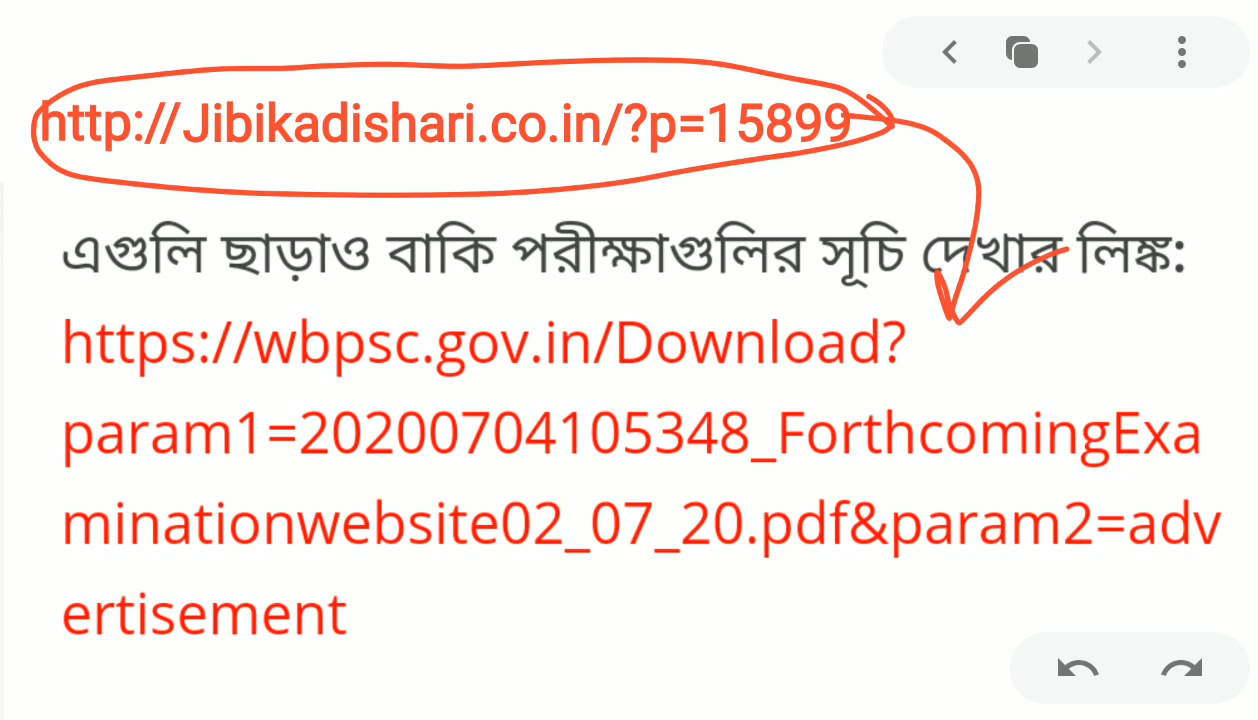 http://Jibikadishari.co.in/?p=15899
এগুলি ছাড়াও বাকি পরীক্ষাগুলির সূচি দেখার লিঙ্ক:
https://wbpsc.gov.in/Download?
param1=20200704105348_ForthcomingExa
minationwebsite02_07_20.pdf&param2=adv
ertisement